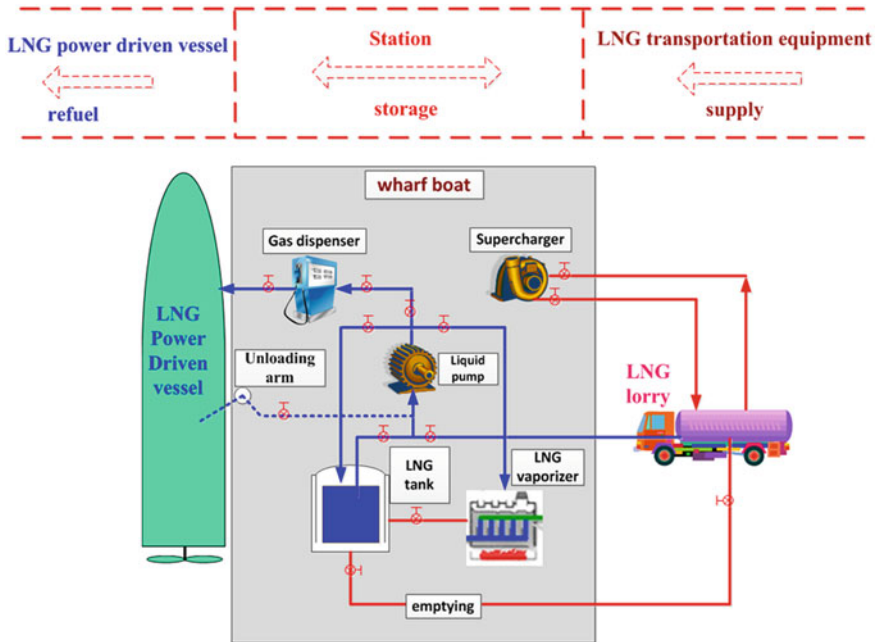 LNG power driven vessel
refuel
Station
storage
LNG transportation equipment
supply
wharf boat
Gas dispenser
Supercharger
LNG
Power
Driven
vessel
Unloading
arm
Liquid
pump
LNG
lorry
LNG
tank
LNG
vaporizer
emptying